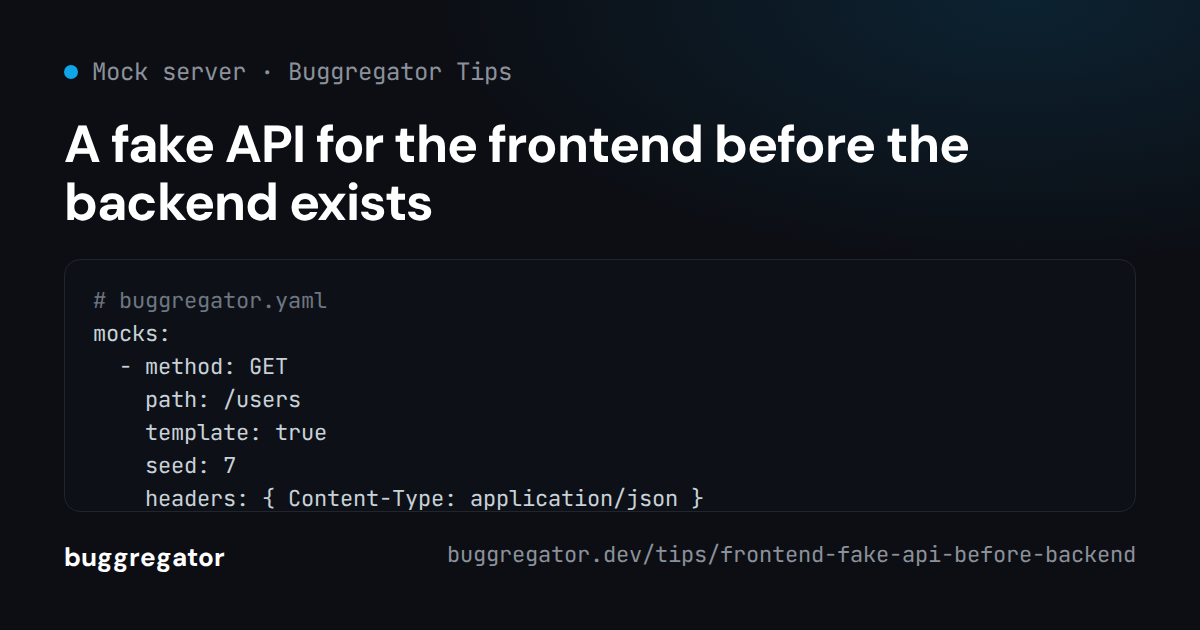 Mock server · Buggregator Tips
A fake API for the frontend before the
backend exists
# buggregator.yaml
mocks:
  - method: GET
    path: /users
    template: true
    seed: 7
    headers: { Content-Type: application/json }
buggregator
buggregator.dev/tips/frontend-fake-api-before-backend